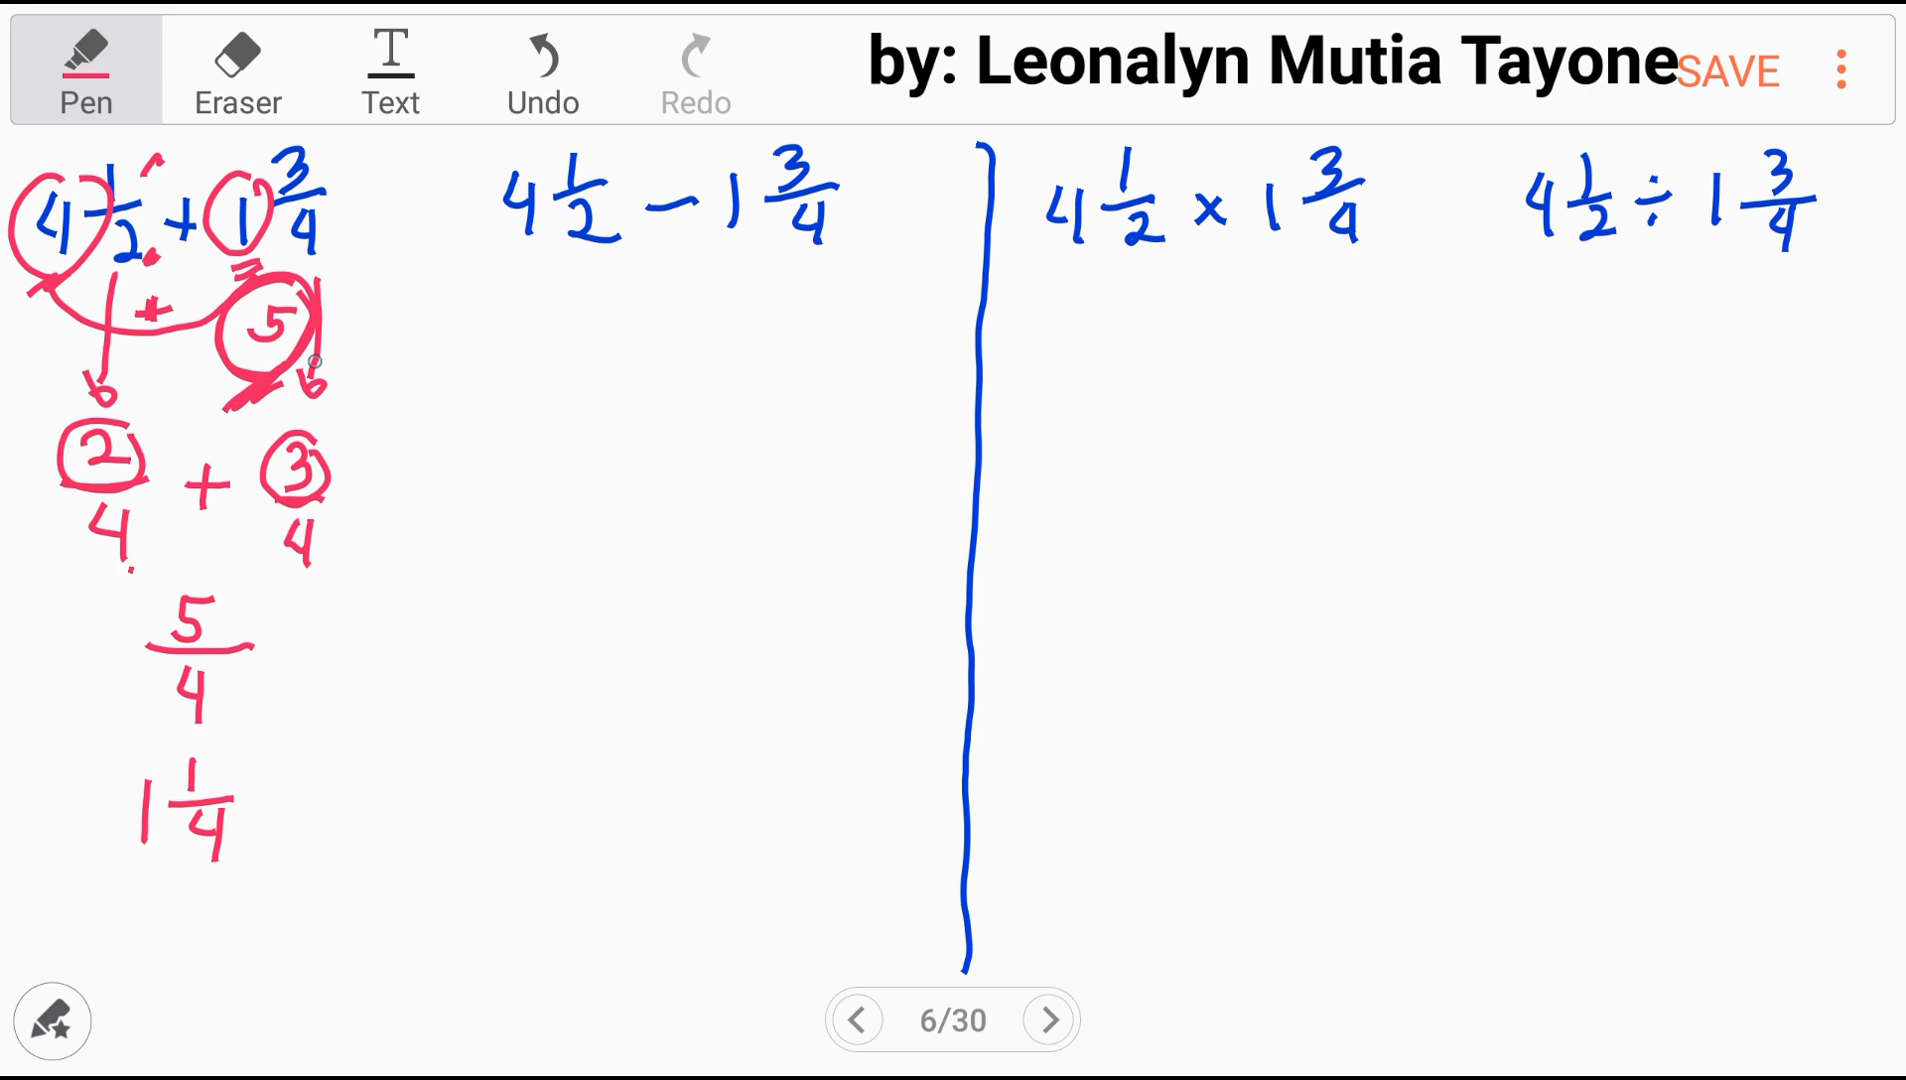 Pen Eraser Text Undo Redo by: Leonalyn Mutia Tayone SAVE
4 1/2 + 1 3/4
4 1/2 - 1 3/4
4 1/2 × 1 3/4
4 1/2 ÷ 1 3/4
+ = 5
2/4 + 3/4
5/4
1 1/4
6/30